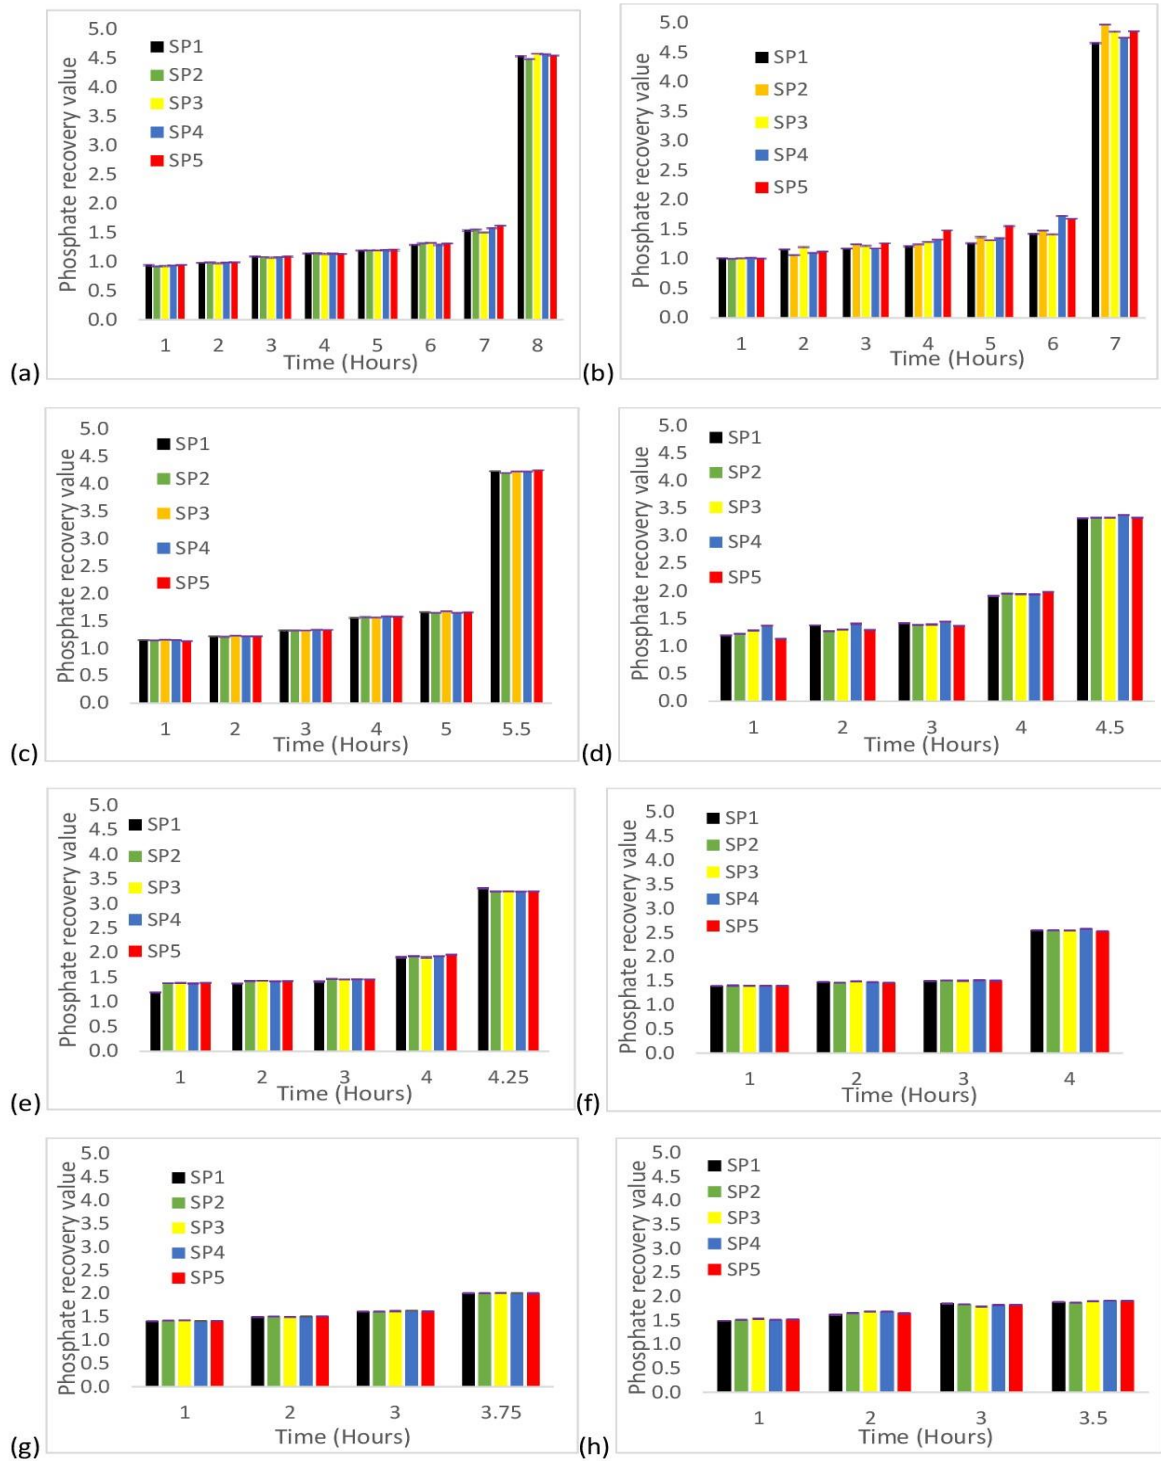 Phosphate recovery value
5.0
4.5
4.0
3.5
3.0
2.5
2.0
1.5
1.0
0.5
0.0
SP1
SP2
SP3
SP4
SP5
1 2 3 4 5 6 7 8
Time (Hours)
(a)
Phosphate recovery value
5.0
4.5
4.0
3.5
3.0
2.5
2.0
1.5
1.0
0.5
0.0
SP1
SP2
SP3
SP4
SP5
1 2 3 4 5 6 7
Time (Hours)
(b)
Phosphate recovery value
5.0
4.5
4.0
3.5
3.0
2.5
2.0
1.5
1.0
0.5
0.0
SP1
SP2
SP3
SP4
SP5
1 2 3 4 5 5.5
Time (Hours)
(c)
Phosphate recovery value
5.0
4.5
4.0
3.5
3.0
2.5
2.0
1.5
1.0
0.5
0.0
SP1
SP2
SP3
SP4
SP5
1 2 3 4 4.5
Time (Hours)
(d)
Phosphate recovery value
5.0
4.5
4.0
3.5
3.0
2.5
2.0
1.5
1.0
0.5
0.0
SP1
SP2
SP3
SP4
SP5
1 2 3 4 4.25
Time (Hours)
(e)
Phosphate recovery value
5.0
4.5
4.0
3.5
3.0
2.5
2.0
1.5
1.0
0.5
0.0
SP1
SP2
SP3
SP4
SP5
1 2 3 4
Time (Hours)
(f)
Phosphate recovery value
5.0
4.5
4.0
3.5
3.0
2.5
2.0
1.5
1.0
0.5
0.0
SP1
SP2
SP3
SP4
SP5
1 2 3 3.75
Time (Hours)
(g)
Phosphate recovery value
5.0
4.5
4.0
3.5
3.0
2.5
2.0
1.5
1.0
0.5
0.0
SP1
SP2
SP3
SP4
SP5
1 2 3 3.5
Time (Hours)
(h)